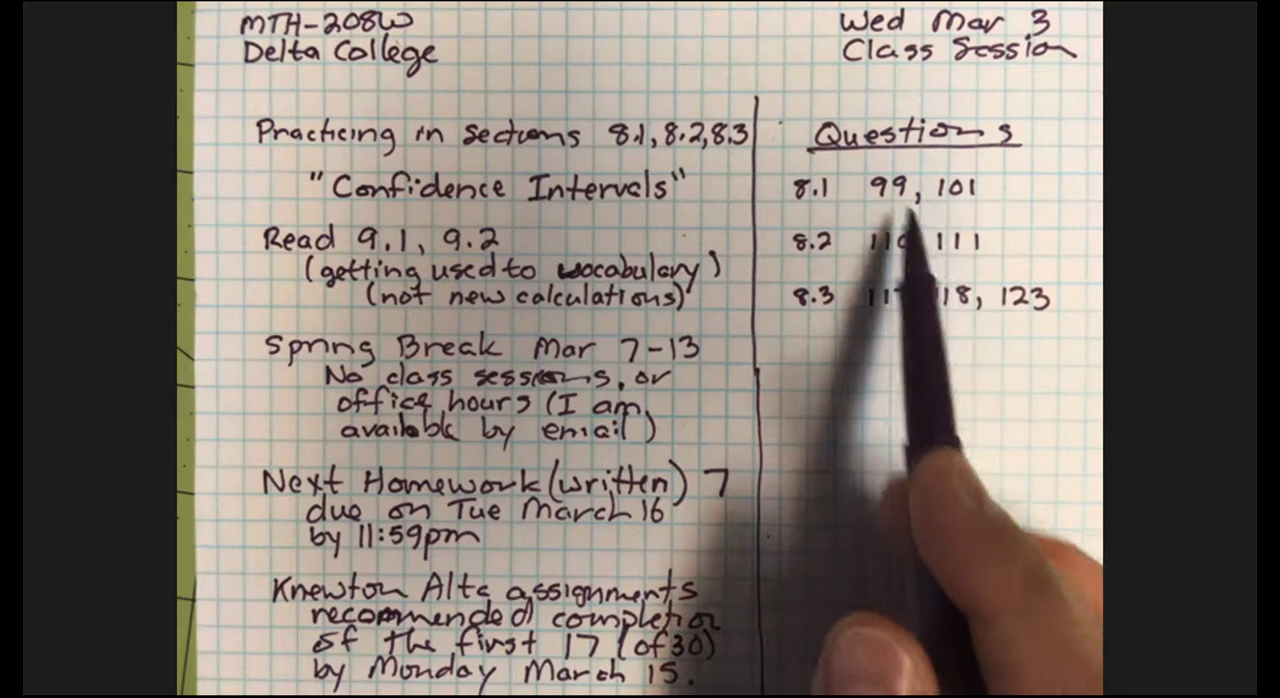 MTH-208W
Delta College
Wed Mar 3
Class Session
Practicing in sections 8.1, 8.2, 8.3
"Confidence Intervals"
Read 9.1, 9.2
(getting used to vocabulary)
(not new calculations)
Spring Break Mar 7-13
No class sessions, or
office hours (I am
available by email)
Next Homework (written) 7
due on Tue March 16
by 11:59pm
Knewton Alta assignments
recommended completion
of the first 17 (of 30)
by Monday March 15.
Questions
8.1 99, 101
8.2 111
8.3 118, 123